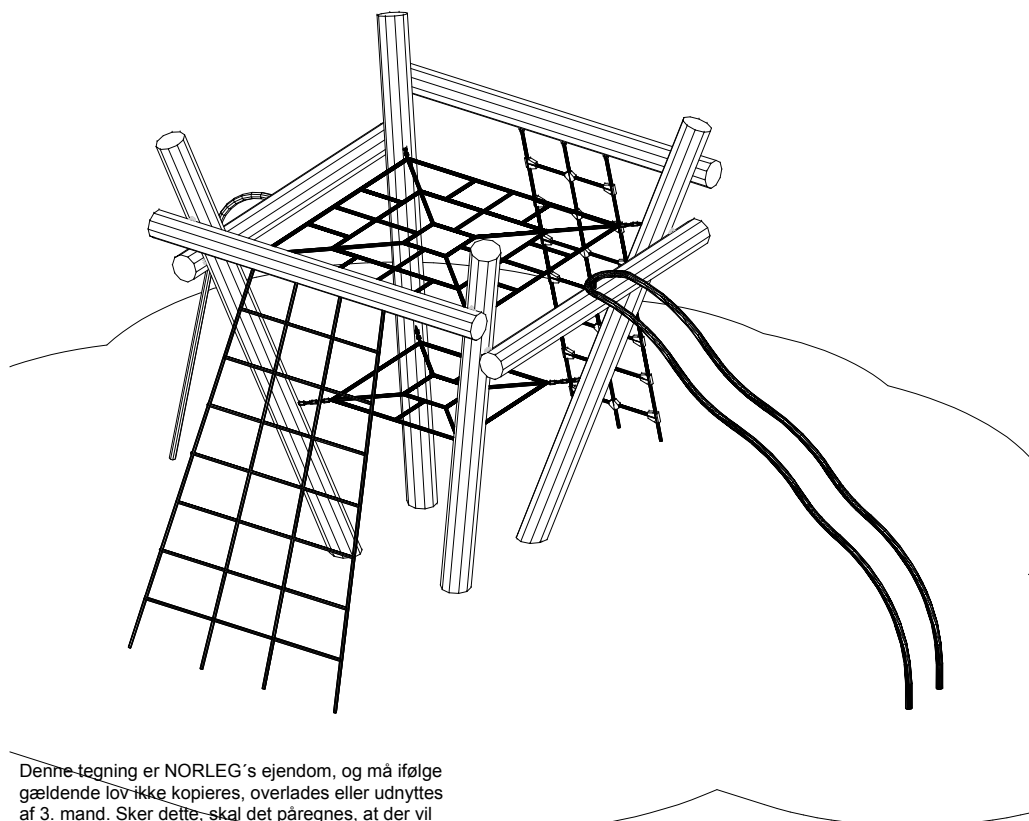 Denne tegning er NORLEG´s ejendom, og må ifølge
gældende lov ikke kopieres, overlades eller udnyttes
af 3. mand. Sker dette, skal det påregnes, at der vil